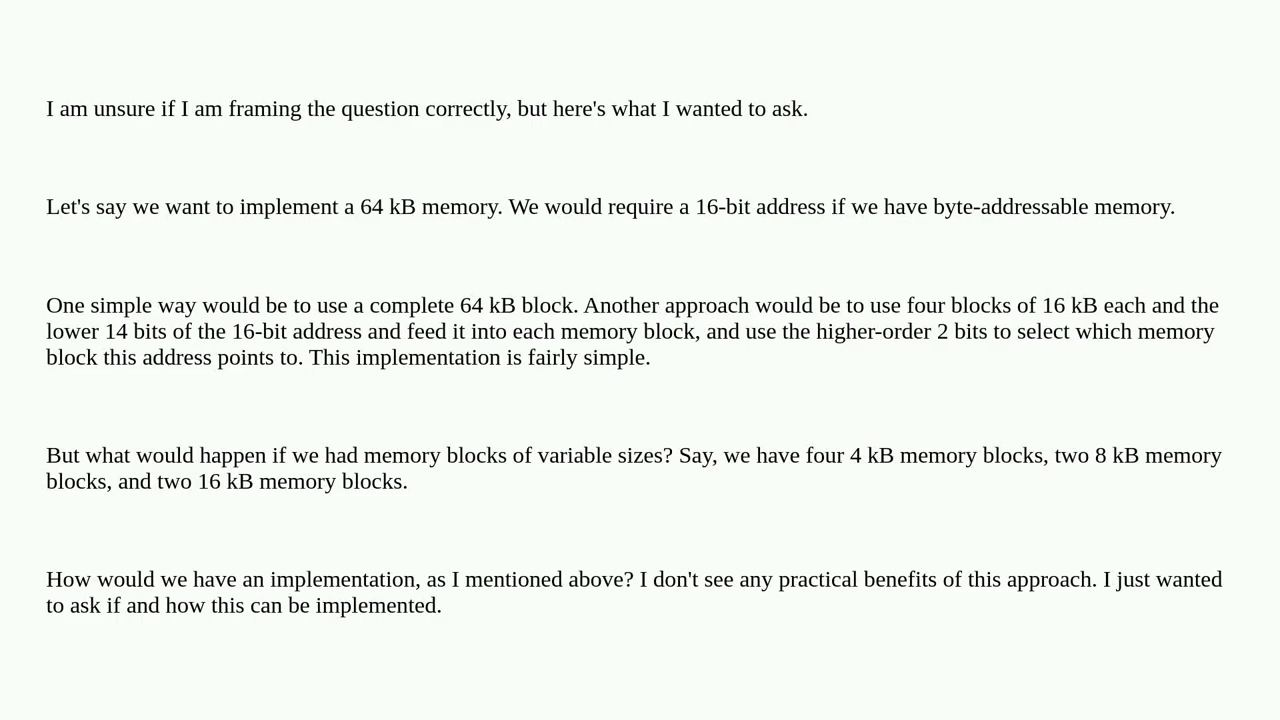 I am unsure if I am framing the question correctly, but here's what I wanted to ask.
Let's say we want to implement a 64 kB memory. We would require a 16-bit address if we have byte-addressable memory.
One simple way would be to use a complete 64 kB block. Another approach would be to use four blocks of 16 kB each and the
lower 14 bits of the 16-bit address and feed it into each memory block, and use the higher-order 2 bits to select which memory
block this address points to. This implementation is fairly simple.
But what would happen if we had memory blocks of variable sizes? Say, we have four 4 kB memory blocks, two 8 kB memory
blocks, and two 16 kB memory blocks.
How would we have an implementation, as I mentioned above? I don't see any practical benefits of this approach. I just wanted
to ask if and how this can be implemented.